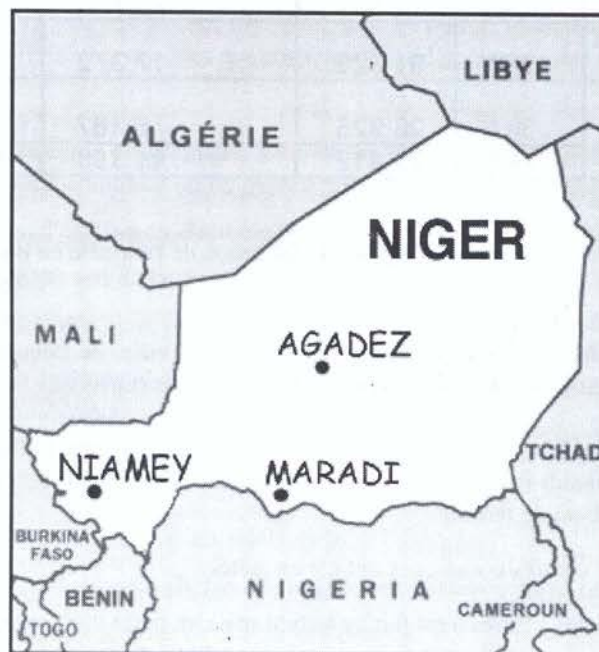 LIBYE
ALGÉRIE
NIGER
MALI
AGADEZ
TCHAD
NIAMEY
MARADI
BURKINA
FASO
BÉNIN
NIGERIA
CAMEROUN
TOGO